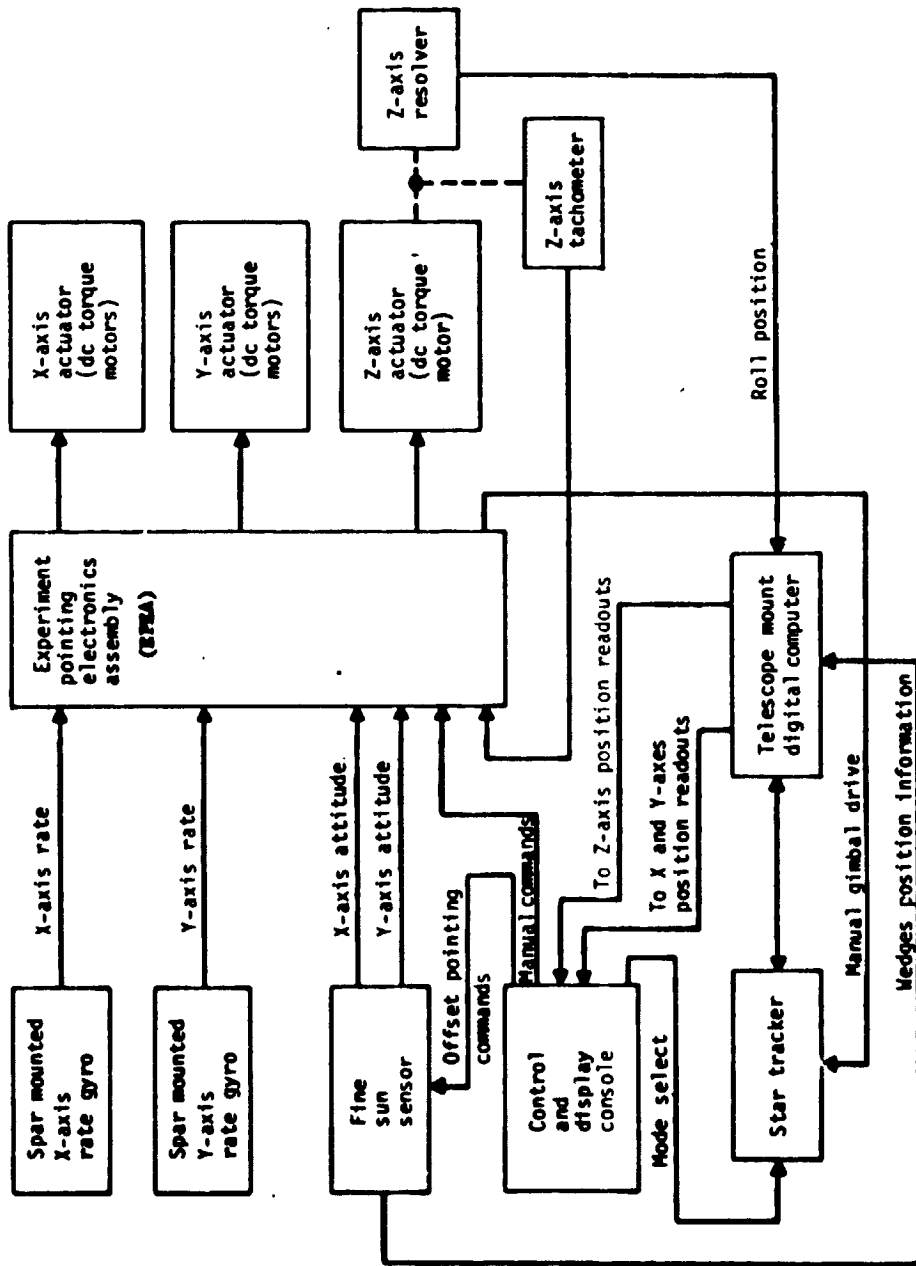 Spar mounted
X-axis
rate gyro
X-axis rate
Experiment
pointing
electronics
assembly
(EPEA)
X-axis
actuator
(dc torque
motors)
Spar mounted
Y-axis
rate gyro
Y-axis rate
Y-axis
actuator
(dc torque
motors)
Fine
sun
sensor
X-axis attitude
Y-axis attitude
Z-axis
actuator
(dc torque'
motor)
Z-axis
resolver
Offset pointing
commands
Manual commands
Z-axis
tachometer
Control
and
display
console
To Z-axis position readouts
To X and Y-axes
position readouts
Mode select
Roll position
Star tracker
Telescope mount
digital computer
Manual gimbal drive
Wedges position information